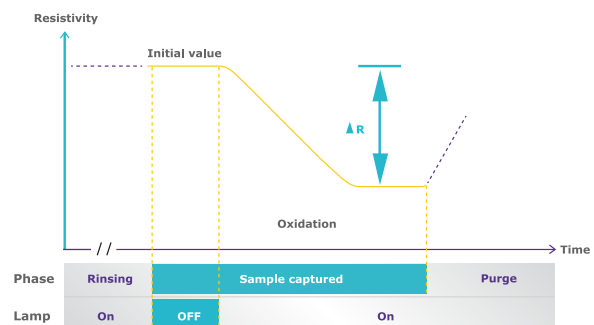 Resistivity
Initial value
▲ R
Oxidation
Time
Phase Rinsing Sample captured Purge
Lamp On OFF On